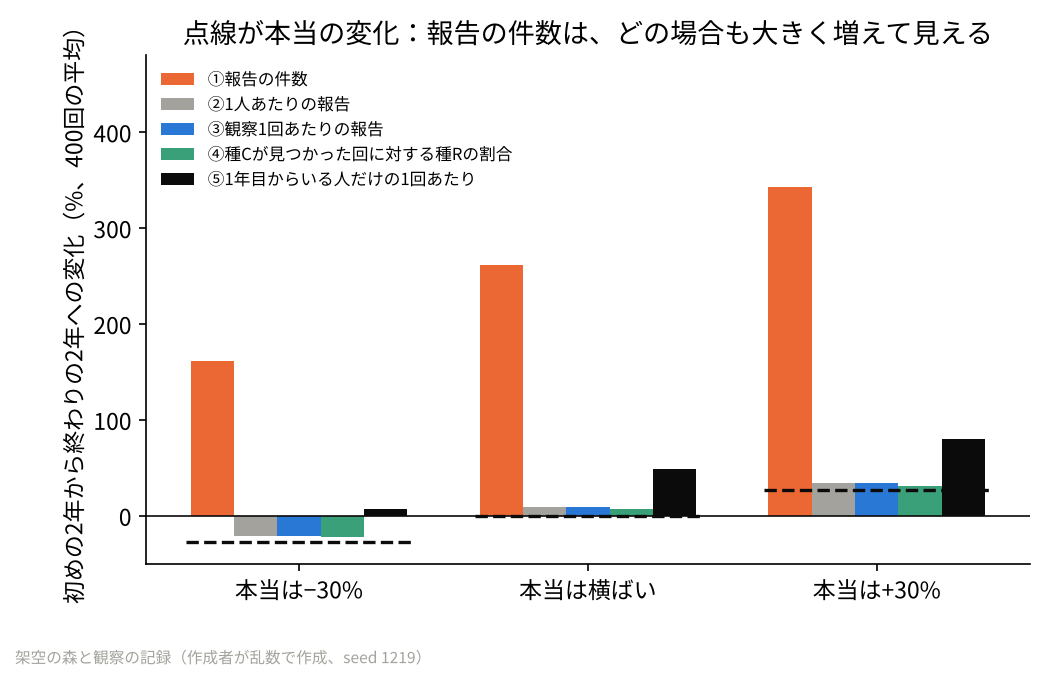 点線が本当の変化：報告の件数は、どの場合も大きく増えて見える
初めの2年から終わりの2年への変化（%、400回の平均）
400
300
200
100
0
①報告の件数
②1人あたりの報告
③観察1回あたりの報告
④種Cが見つかった回に対する種Rの割合
⑤1年目からいる人だけの1回あたり
本当は−30%
本当は横ばい
本当は+30%
架空の森と観察の記録（作成者が乱数で作成、seed 1219）